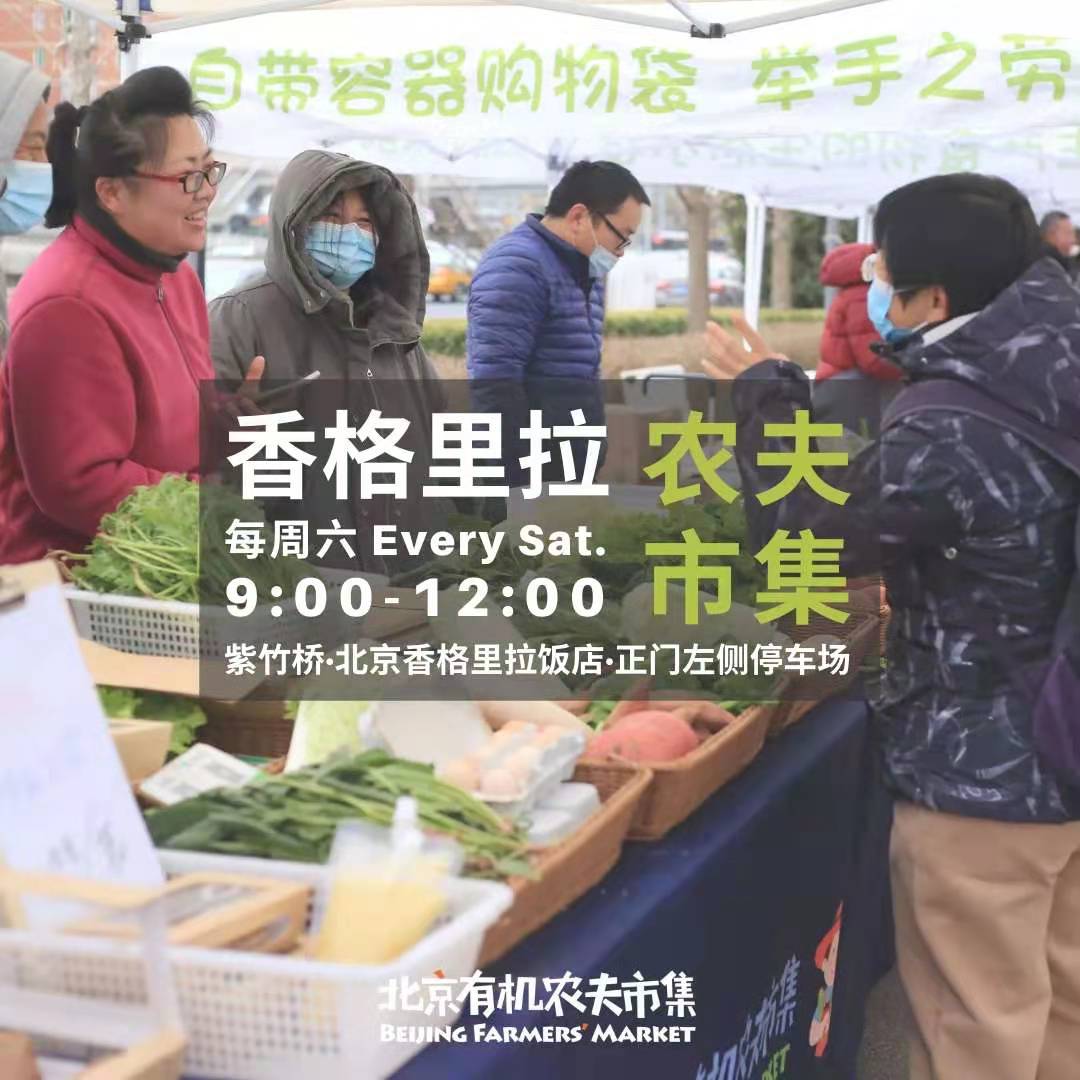 自带容器购物袋 举手之劳
香格里拉
农夫
市集
每周六 Every Sat.
9:00-12:00
紫竹桥·北京香格里拉饭店·正门左侧停车场
北京有机农夫市集
BEIJING FARMERS' MARKET